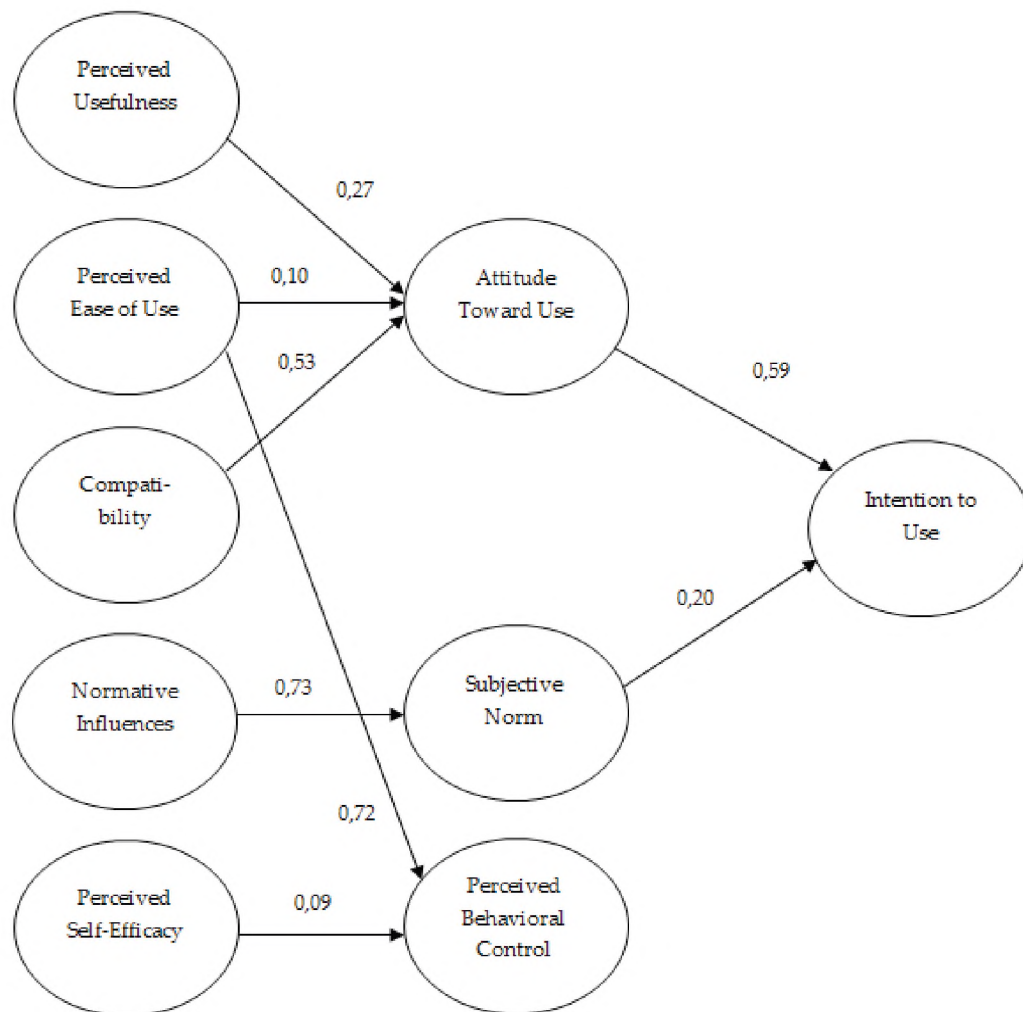 Perceived
Usefulness
0,27
Perceived
Ease of Use
0,10
Attitude
Toward Use
0,53
0,59
Compati-
bility
Intention to
Use
0,20
Normative
Influences
0,73
Subjective
Norm
0,72
Perceived
Self-Efficacy
0,09
Perceived
Behavioral
Control